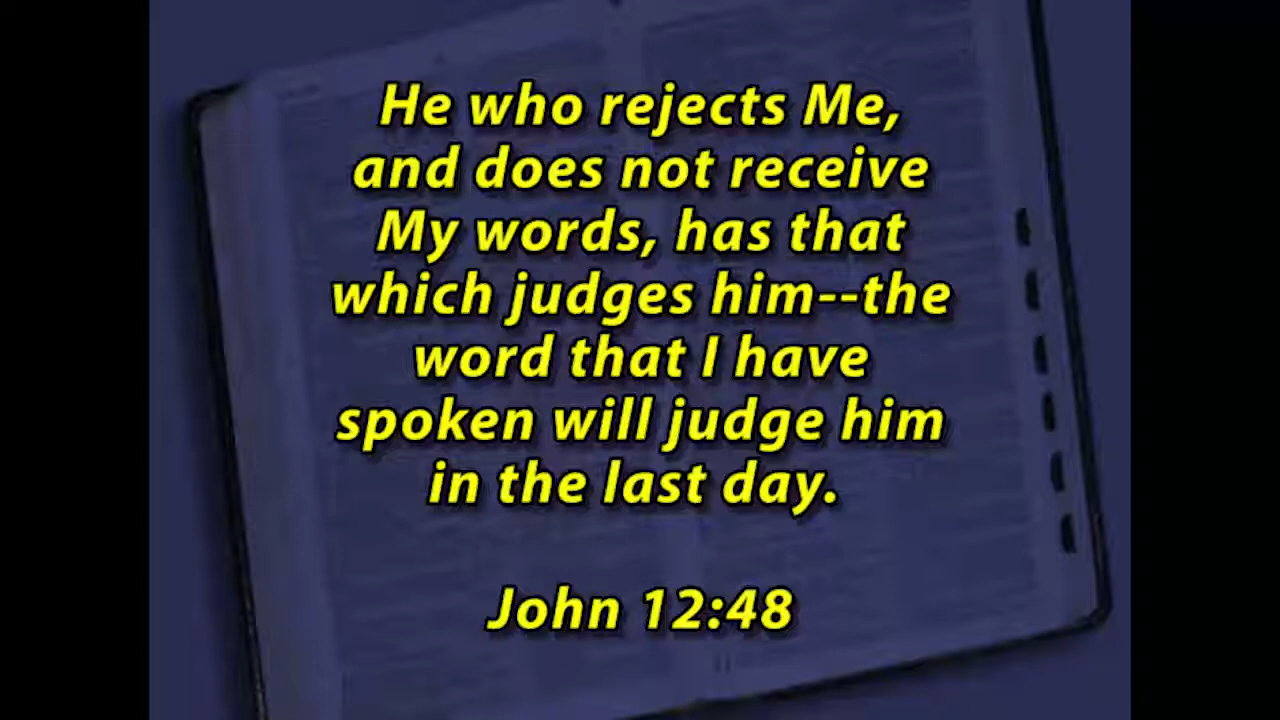 He who rejects Me,
and does not receive
My words, has that
which judges him--the
word that I have
spoken will judge him
in the last day.
John 12:48